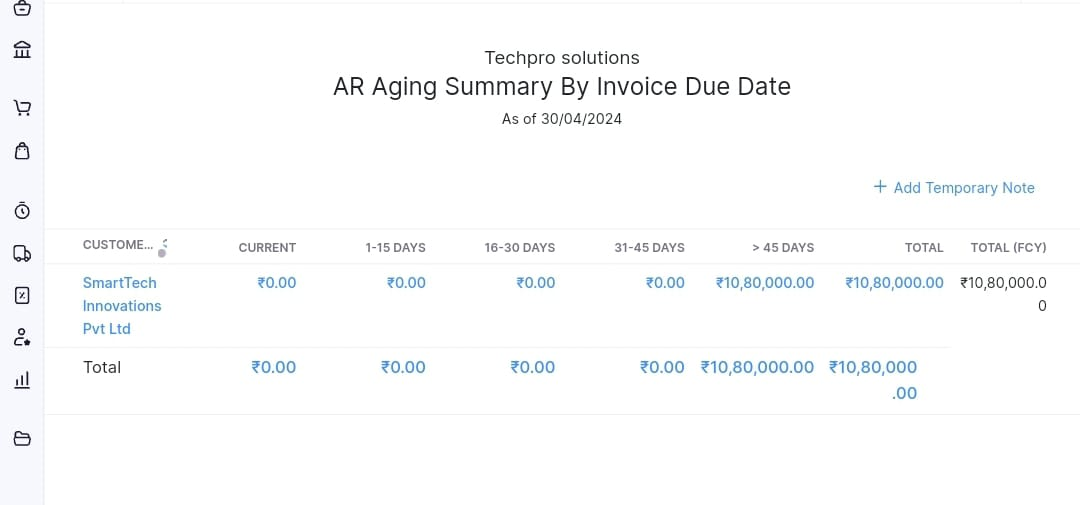 Techpro solutions
AR Aging Summary By Invoice Due Date
As of 30/04/2024
+ Add Temporary Note
CUSTOME... CURRENT 1-15 DAYS 16-30 DAYS 31-45 DAYS > 45 DAYS TOTAL TOTAL (FCY)
SmartTech ₹0.00 ₹0.00 ₹0.00 ₹0.00 ₹10,80,000.00 ₹10,80,000.00 ₹10,80,000.0
Innovations 0
Pvt Ltd
Total ₹0.00 ₹0.00 ₹0.00 ₹0.00 ₹10,80,000.00 ₹10,80,000
.00